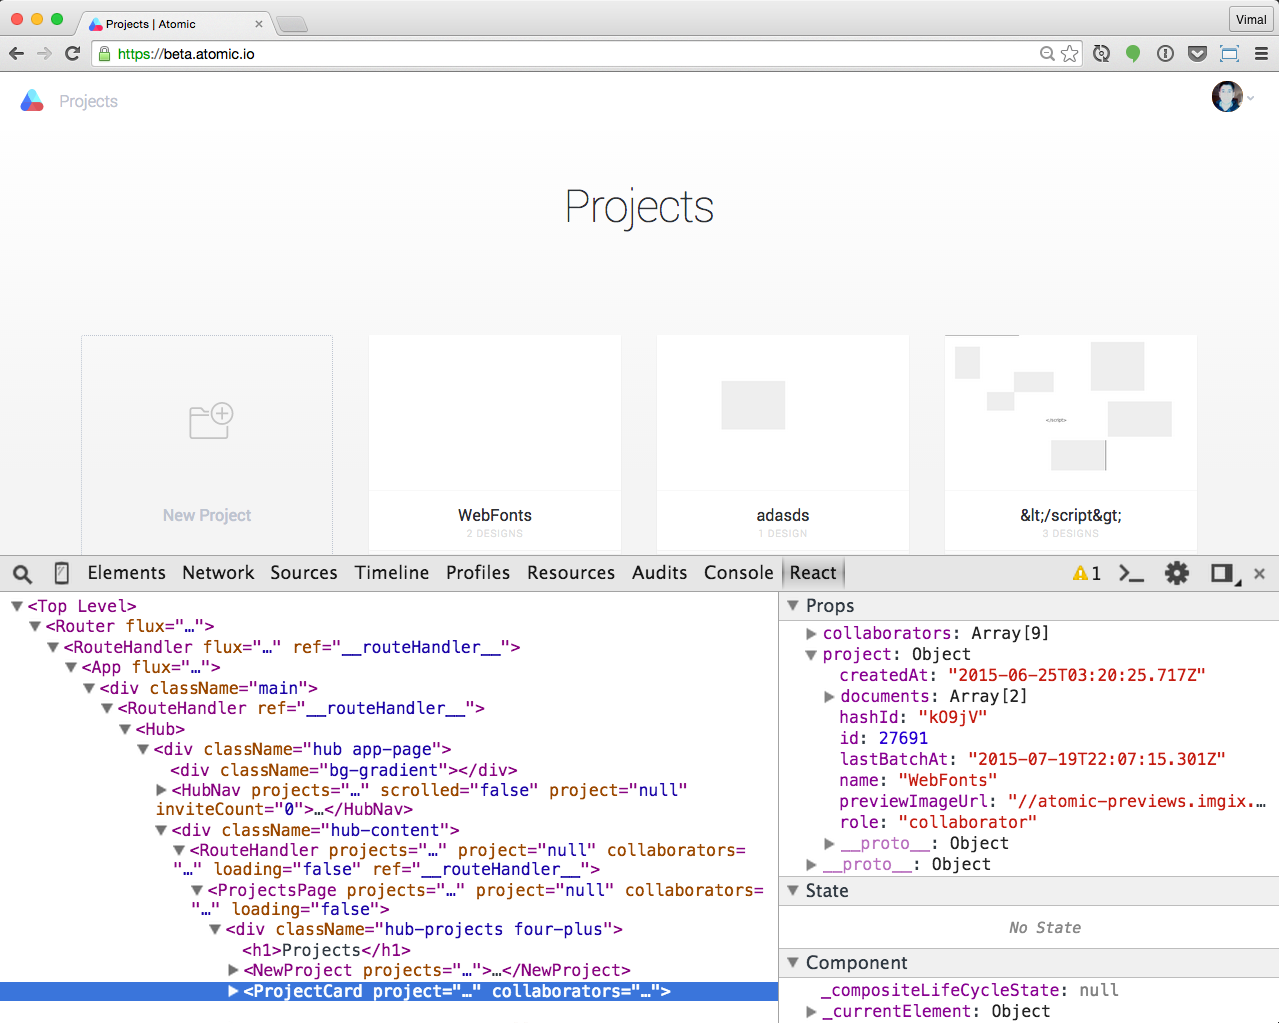 Projects | Atomic
Vimal
https://beta.atomic.io
Projects
Projects
</script>
New Project
WebFonts
2 DESIGNS
adasds
1 DESIGN
&lt;/script&gt;
3 DESIGNS
Elements Network Sources Timeline Profiles Resources Audits Console React 1
<Top Level>
<Router flux="…">
<RouteHandler flux="…" ref="__routeHandler__">
<App flux="…">
<div className="main">
<RouteHandler ref="__routeHandler__">
<Hub>
<div className="hub app-page">
<div className="bg-gradient"></div>
<HubNav projects="…" scrolled="false" project="null"
inviteCount="0">…</HubNav>
<div className="hub-content">
<RouteHandler projects="…" project="null" collaborators=
"…" loading="false" ref="__routeHandler__">
<ProjectsPage projects="…" project="null" collaborators=
"…" loading="false">
<div className="hub-projects four-plus">
<h1>Projects</h1>
<NewProject projects="…">…</NewProject>
<ProjectCard project="…" collaborators="…">
Props
collaborators: Array[9]
project: Object
createdAt: "2015-06-25T03:20:25.717Z"
documents: Array[2]
hashId: "kO9jV"
id: 27691
lastBatchAt: "2015-07-19T22:07:15.301Z"
name: "WebFonts"
previewImageUrl: "//atomic-previews.imgix.…
role: "collaborator"
__proto__: Object
__proto__: Object
State
No State
Component
_compositeLifeCycleState: null
_currentElement: Object